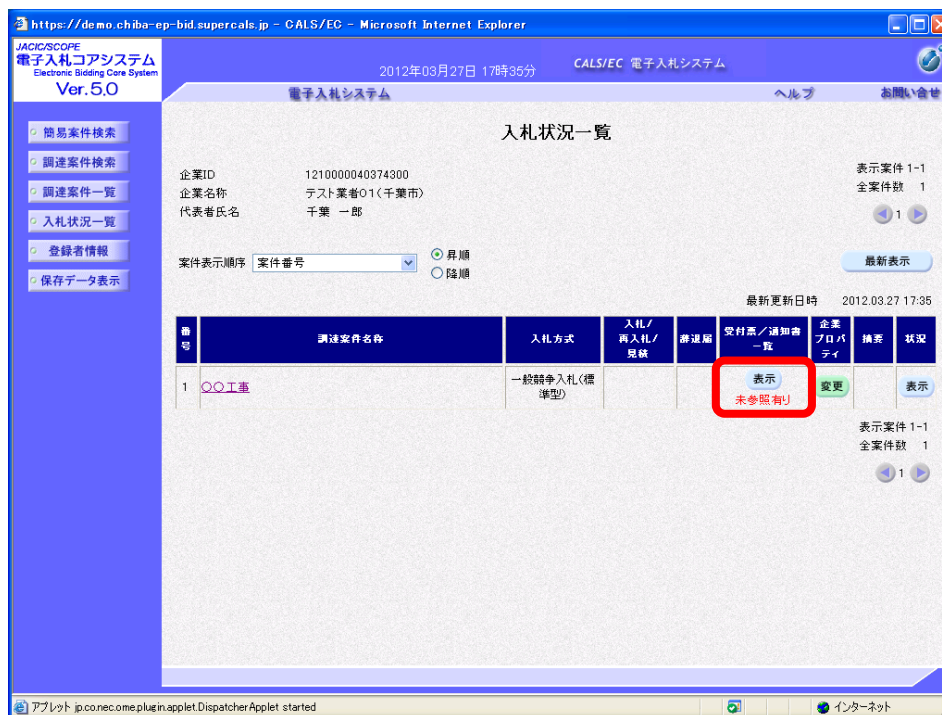 https://demo.chiba-ep-bid.supercals.jp - CALS/EC - Microsoft Internet Explorer
JACIC/SCOPE
電子入札コアシステム
Electronic Bidding Core System
Ver.5.0
2012年03月27日 17時35分
CALS/EC 電子入札システム
電子入札システム
ヘルプ
お問い合せ
簡易案件検索
調達案件検索
調達案件一覧
入札状況一覧
登録者情報
保存データ表示
入札状況一覧
企業ID 1210000040374300
企業名称 テスト業者01(千葉市)
代表者氏名 千葉 一郎
表示案件 1-1
全案件数 1
1
案件表示順序 案件番号
昇順
降順
最新表示
最新更新日時 2012.03.27 17:35
番号 調達案件名称 入札方式 入札/再入札/見積 辞退届 受付票/通知書一覧 企業プロパティ 摘要 状況
1 〇〇工事 一般競争入札(標準型) 表示 未参照有り 変更 表示
表示案件 1-1
全案件数 1
1
アプレット jp.co.nec.ome.plugin.applet.DispatcherApplet started
インターネット